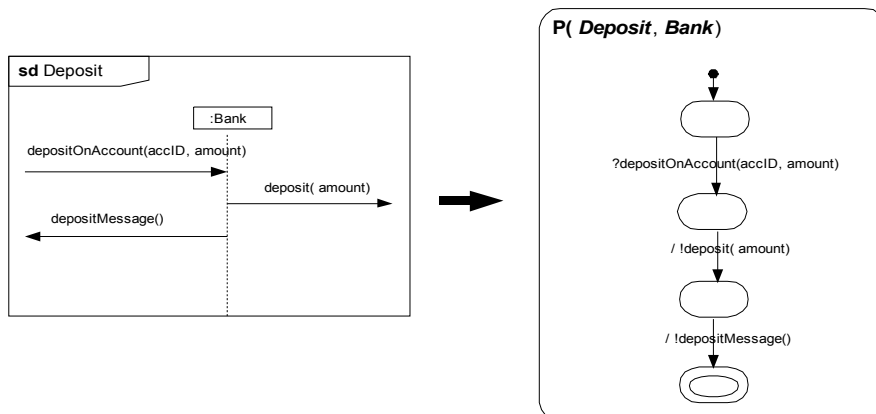 sd Deposit
:Bank
depositOnAccount(accID, amount)
deposit( amount)
depositMessage()
P( Deposit, Bank)
?depositOnAccount(accID, amount)
/ !deposit( amount)
/ !depositMessage()